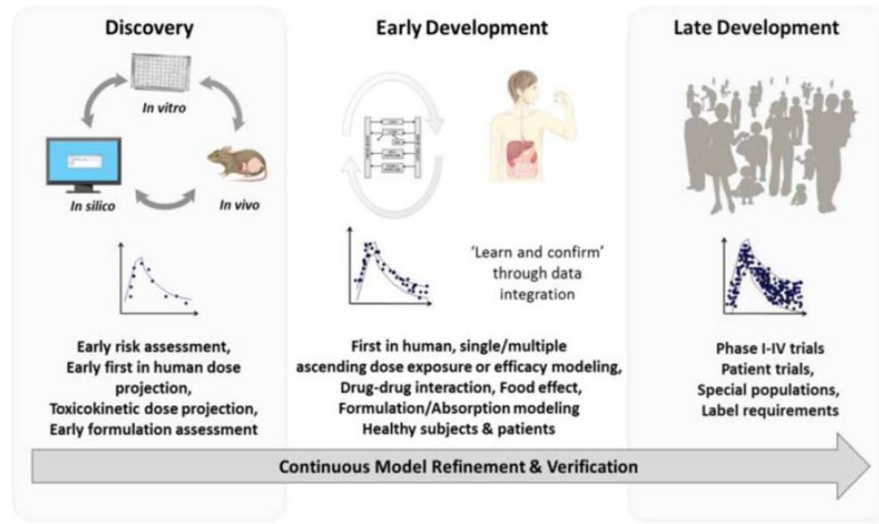 Discovery
In vitro
In silico
In vivo
Early risk assessment,
Early first in human dose
projection,
Toxicokinetic dose projection,
Early formulation assessment
Early Development
'Learn and confirm'
through data
integration
First in human, single/multiple
ascending dose exposure or efficacy modeling,
Drug-drug interaction, Food effect,
Formulation/Absorption modeling
Healthy subjects & patients
Late Development
Phase I-IV trials
Patient trials,
Special populations,
Label requirements
Continuous Model Refinement & Verification